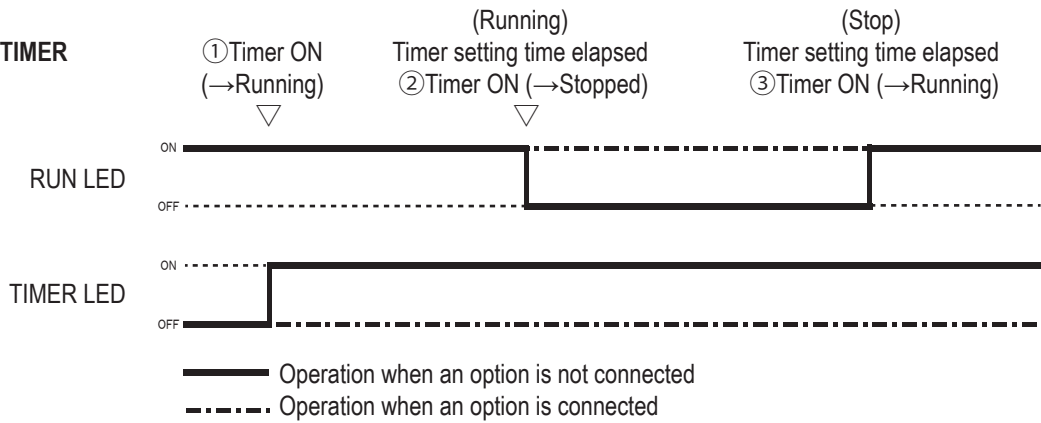 TIMER
①Timer ON
(→Running)
(Running)
Timer setting time elapsed
②Timer ON (→Stopped)
(Stop)
Timer setting time elapsed
③Timer ON (→Running)
RUN LED
ON
OFF
TIMER LED
ON
OFF
Operation when an option is not connected
Operation when an option is connected